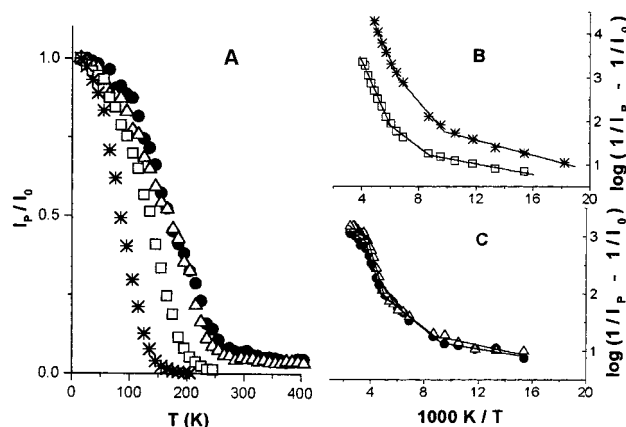 A
1.0
0.5
0.0
I_P / I_0
0 100 200 300 400
T (K)
B
4
3
2
1
log (1/I_P - 1/I_0)
4 8 12 16 20
C
3
2
1
log (1/I_P - 1/I_0)
4 8 12 16 20
1000 K / T